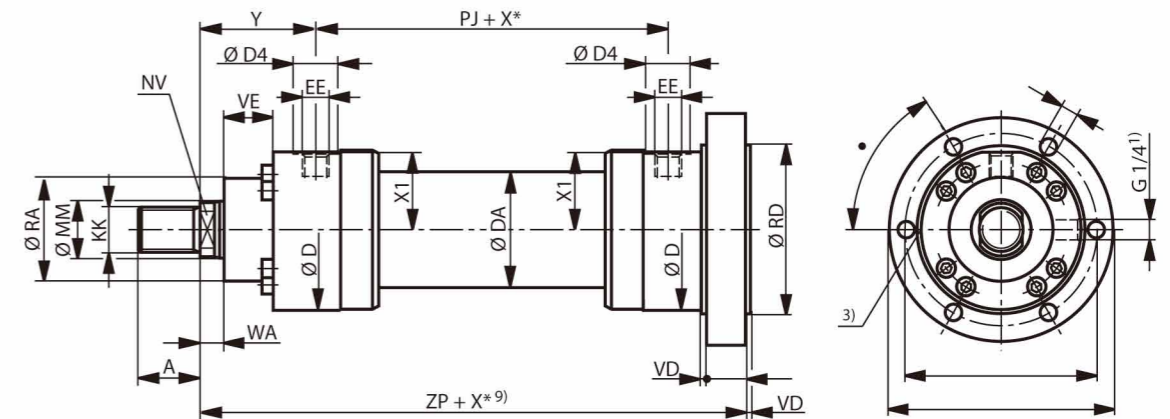 Y
PJ + X*
Ø D4
Ø D4
NV
VE
EE
EE
G 1/4¹⁾
X1
X1
Ø RA
Ø MM
KK
Ø D
Ø DA
Ø D
Ø RD
3)
WA
A
VD
ZP + X* ⁹⁾
VD